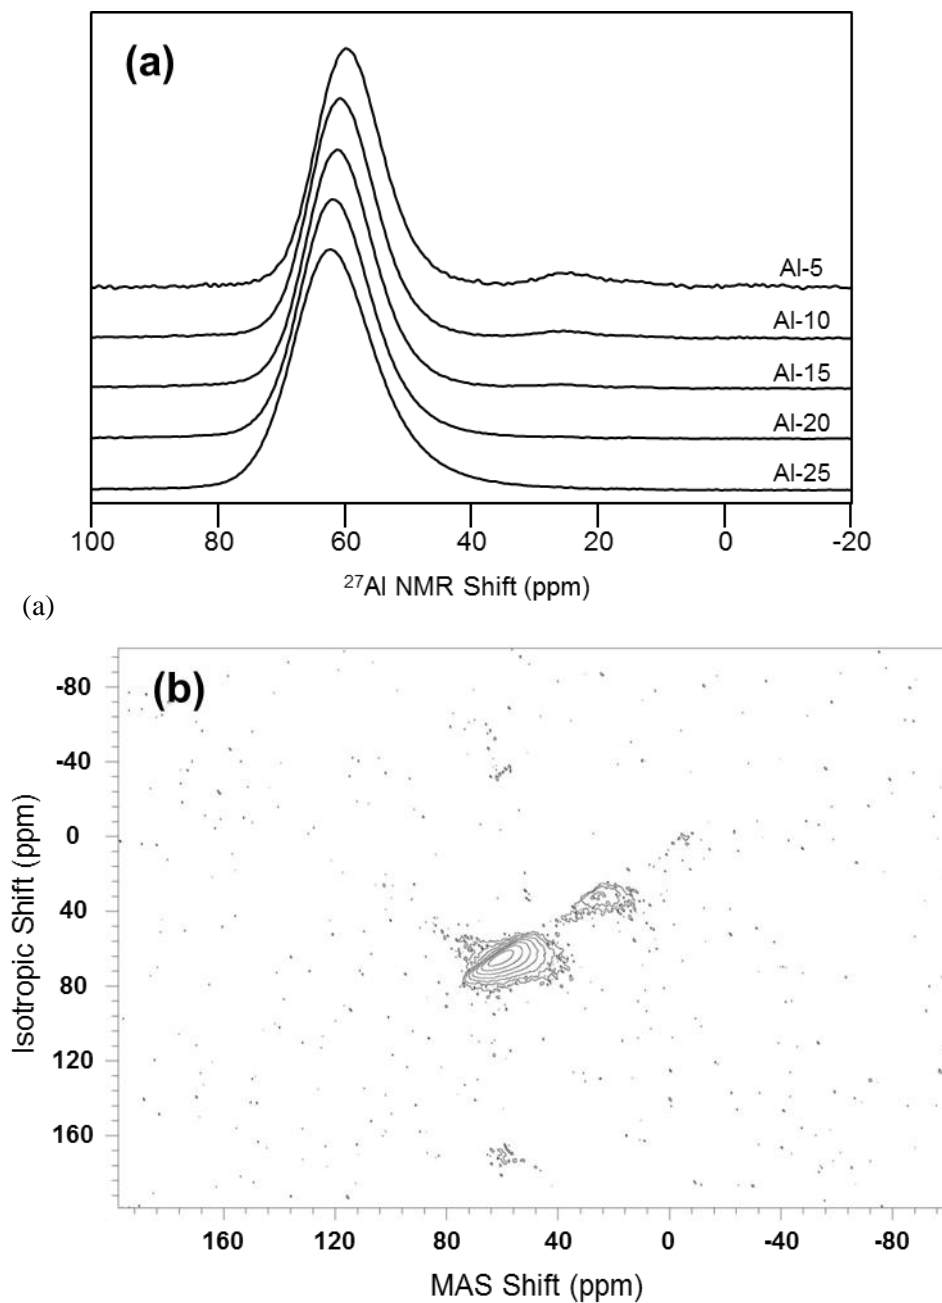 (a)
Al-5
Al-10
Al-15
Al-20
Al-25
100 80 60 40 20 0 -20
27Al NMR Shift (ppm)
(a)
(b)
-80
-40
0
40
80
120
160
Isotropic Shift (ppm)
160 120 80 40 0 -40 -80
MAS Shift (ppm)